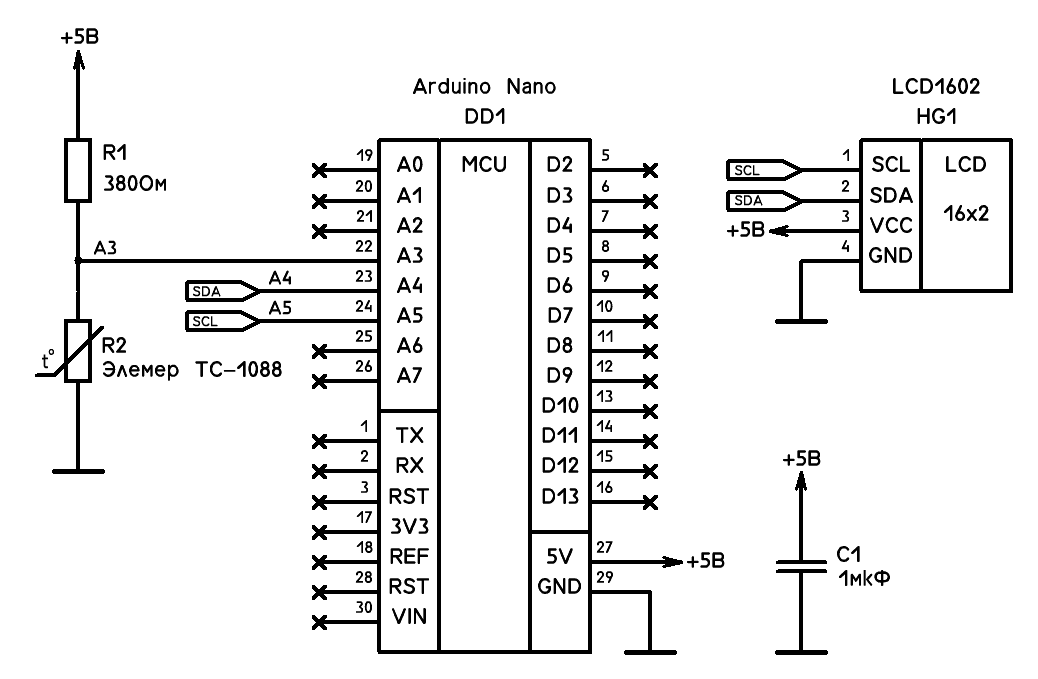 +5В
R1
380Ом
A3
A4
SDA
A5
SCL
t°
R2
Элемер ТС-1088
Arduino Nano
DD1
MCU
19 A0
20 A1
21 A2
22 A3
23 A4
24 A5
25 A6
26 A7
1 TX
2 RX
3 RST
17 3V3
18 REF
28 RST
30 VIN
D2 5
D3 6
D4 7
D5 8
D6 9
D7 10
D8 11
D9 12
D10 13
D11 14
D12 15
D13 16
5V 27 +5В
GND 29
LCD1602
HG1
SCL 1 SCL LCD
SDA 2 SDA 16x2
+5В 3 VCC
4 GND
+5В
C1
1мкФ